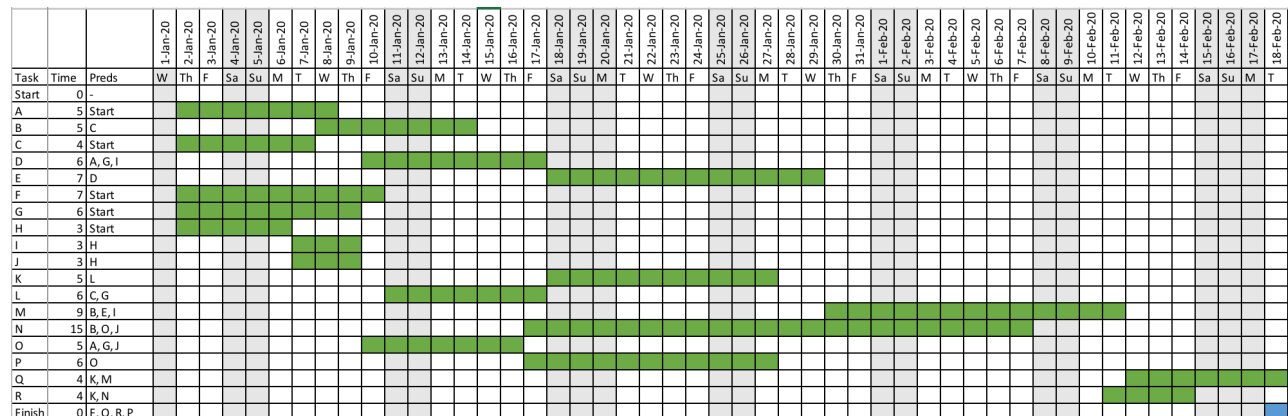 1-Jan-20 2-Jan-20 3-Jan-20 4-Jan-20 5-Jan-20 6-Jan-20 7-Jan-20 8-Jan-20 9-Jan-20 10-Jan-20 11-Jan-20 12-Jan-20 13-Jan-20 14-Jan-20 15-Jan-20 16-Jan-20 17-Jan-20 18-Jan-20 19-Jan-20 20-Jan-20 21-Jan-20 22-Jan-20 23-Jan-20 24-Jan-20 25-Jan-20 26-Jan-20 27-Jan-20 28-Jan-20 29-Jan-20 30-Jan-20 31-Jan-20 1-Feb-20 2-Feb-20 3-Feb-20 4-Feb-20 5-Feb-20 6-Feb-20 7-Feb-20 8-Feb-20 9-Feb-20 10-Feb-20 11-Feb-20 12-Feb-20 13-Feb-20 14-Feb-20 15-Feb-20 16-Feb-20 17-Feb-20 18-Feb-20
Task Time Preds W Th F Sa Su M T W Th F Sa Su M T W Th F Sa Su M T W Th F Sa Su M T W Th F Sa Su M T W Th F Sa Su M T W Th F Sa Su M T
Start 0 -
A 5 Start
B 5 C
C 4 Start
D 6 A, G, I
E 7 D
F 7 Start
G 6 Start
H 3 Start
I 3 H
J 3 H
K 5 L
L 6 C, G
M 9 B, E, I
N 15 B, O, J
O 5 A, G, J
P 6 O
Q 4 K, M
R 4 K, N
Finish 0 F, Q, R, P